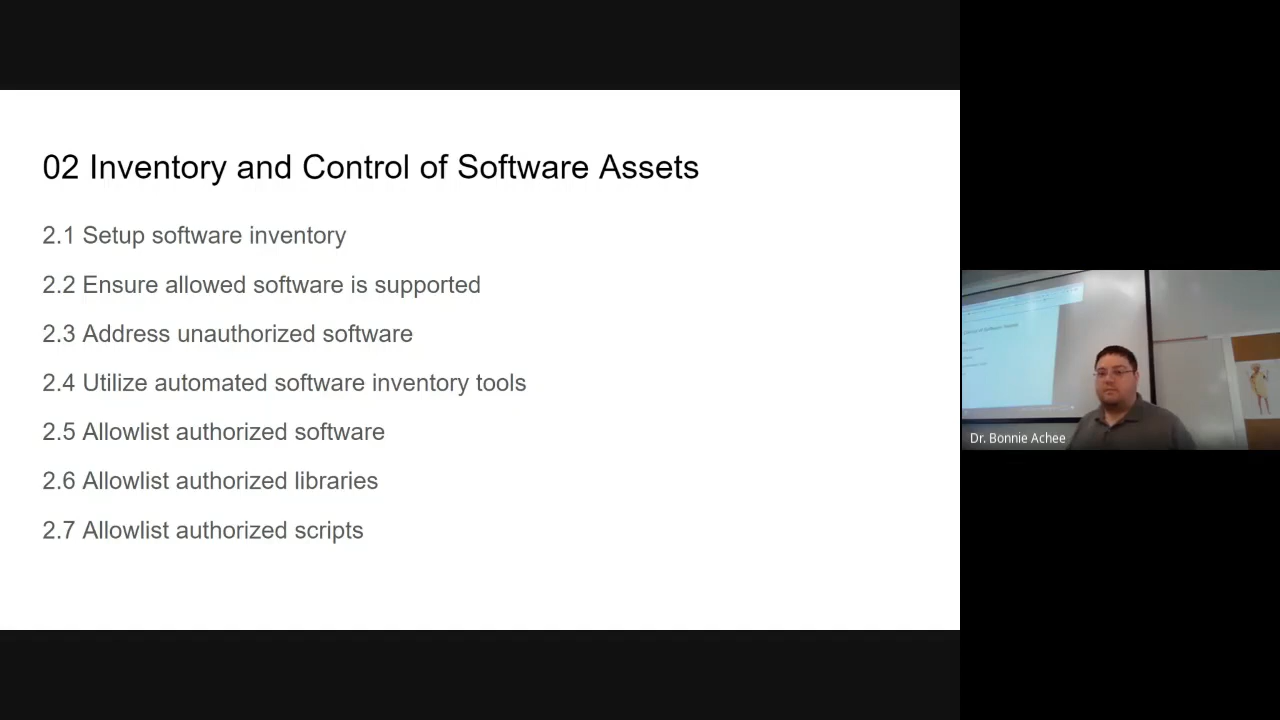 02 Inventory and Control of Software Assets
2.1 Setup software inventory
2.2 Ensure allowed software is supported
2.3 Address unauthorized software
2.4 Utilize automated software inventory tools
2.5 Allowlist authorized software
2.6 Allowlist authorized libraries
2.7 Allowlist authorized scripts
Dr. Bonnie Achee